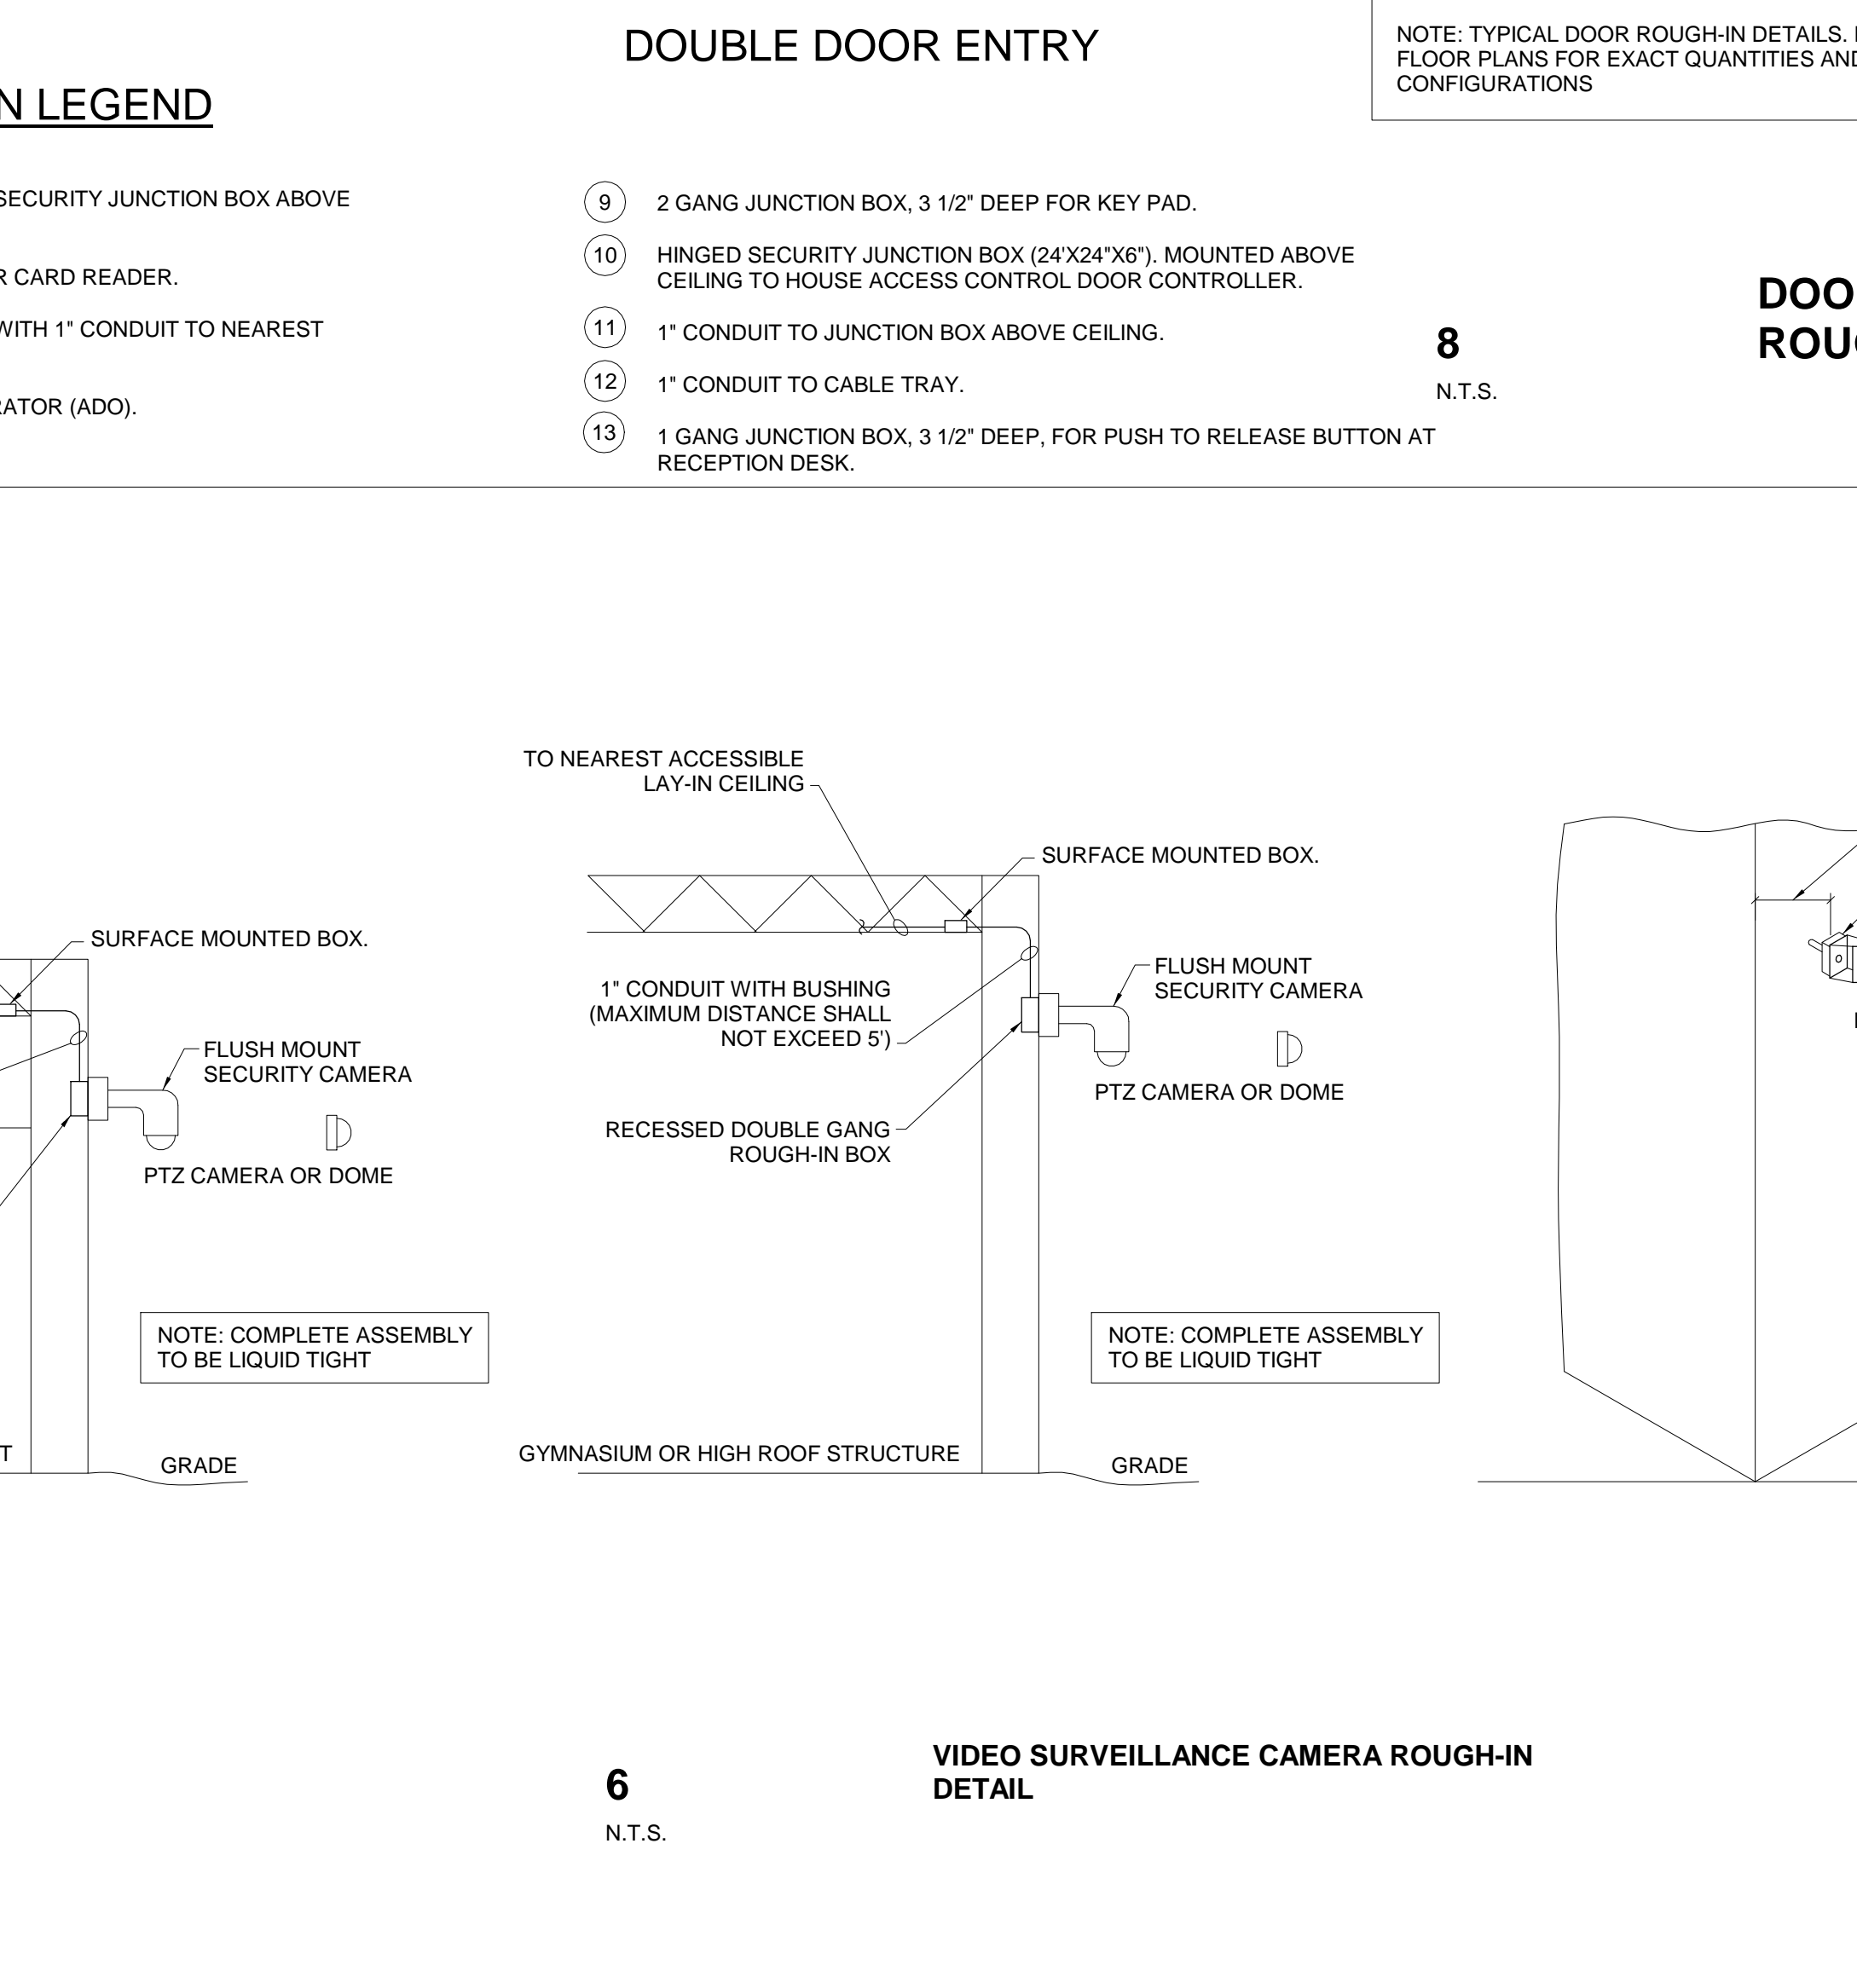 DOUBLE DOOR ENTRY
NOTE: TYPICAL DOOR ROUGH-IN DETAILS.
FLOOR PLANS FOR EXACT QUANTITIES AND
CONFIGURATIONS
LEGEND
SECURITY JUNCTION BOX ABOVE
CARD READER.
WITH 1" CONDUIT TO NEAREST
(ADO).
9 2 GANG JUNCTION BOX, 3 1/2" DEEP FOR KEY PAD.
10 HINGED SECURITY JUNCTION BOX (24'X24"X6"). MOUNTED ABOVE
CEILING TO HOUSE ACCESS CONTROL DOOR CONTROLLER.
11 1" CONDUIT TO JUNCTION BOX ABOVE CEILING.
12 1" CONDUIT TO CABLE TRAY.
13 1 GANG JUNCTION BOX, 3 1/2" DEEP, FOR PUSH TO RELEASE BUTTON AT
RECEPTION DESK.
8
N.T.S.
SURFACE MOUNTED BOX.
FLUSH MOUNT
SECURITY CAMERA
PTZ CAMERA OR DOME
NOTE: COMPLETE ASSEMBLY
TO BE LIQUID TIGHT
GRADE
TO NEAREST ACCESSIBLE
LAY-IN CEILING
SURFACE MOUNTED BOX.
1" CONDUIT WITH BUSHING
(MAXIMUM DISTANCE SHALL
NOT EXCEED 5')
FLUSH MOUNT
SECURITY CAMERA
PTZ CAMERA OR DOME
RECESSED DOUBLE GANG
ROUGH-IN BOX
NOTE: COMPLETE ASSEMBLY
TO BE LIQUID TIGHT
GYMNASIUM OR HIGH ROOF STRUCTURE
GRADE
6
N.T.S.
VIDEO SURVEILLANCE CAMERA ROUGH-IN
DETAIL